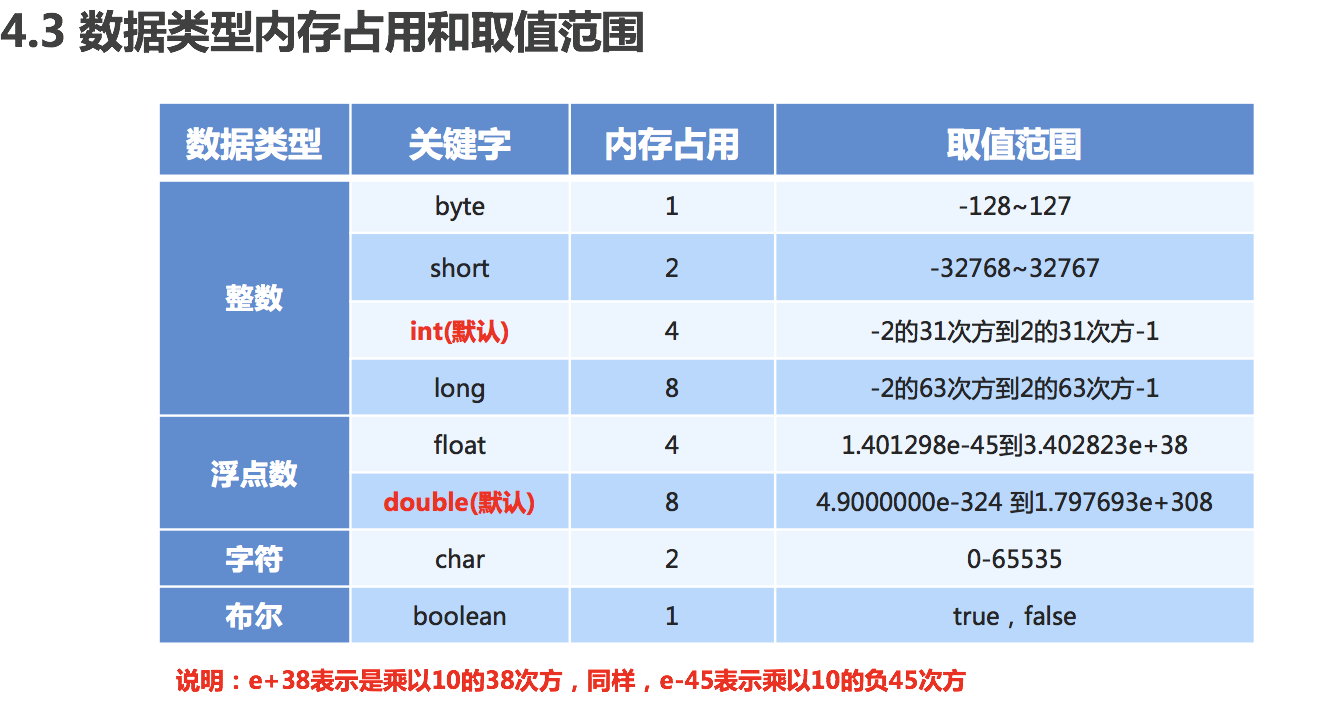 4.3 数据类型内存占用和取值范围
数据类型 关键字 内存占用 取值范围
整数 byte 1 -128~127
short 2 -32768~32767
int(默认) 4 -2的31次方到2的31次方-1
long 8 -2的63次方到2的63次方-1
浮点数 float 4 1.401298e-45到3.402823e+38
double(默认) 8 4.9000000e-324 到1.797693e+308
字符 char 2 0-65535
布尔 boolean 1 true，false
说明：e+38表示是乘以10的38次方，同样，e-45表示乘以10的负45次方